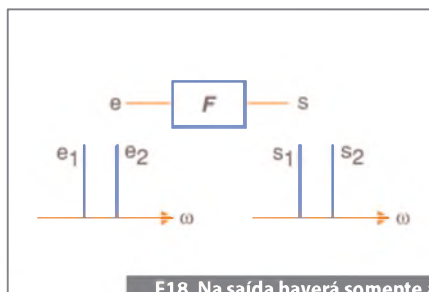 e F s
e1 e2 s1 s2
ω ω
F18. Na saída haverá somente